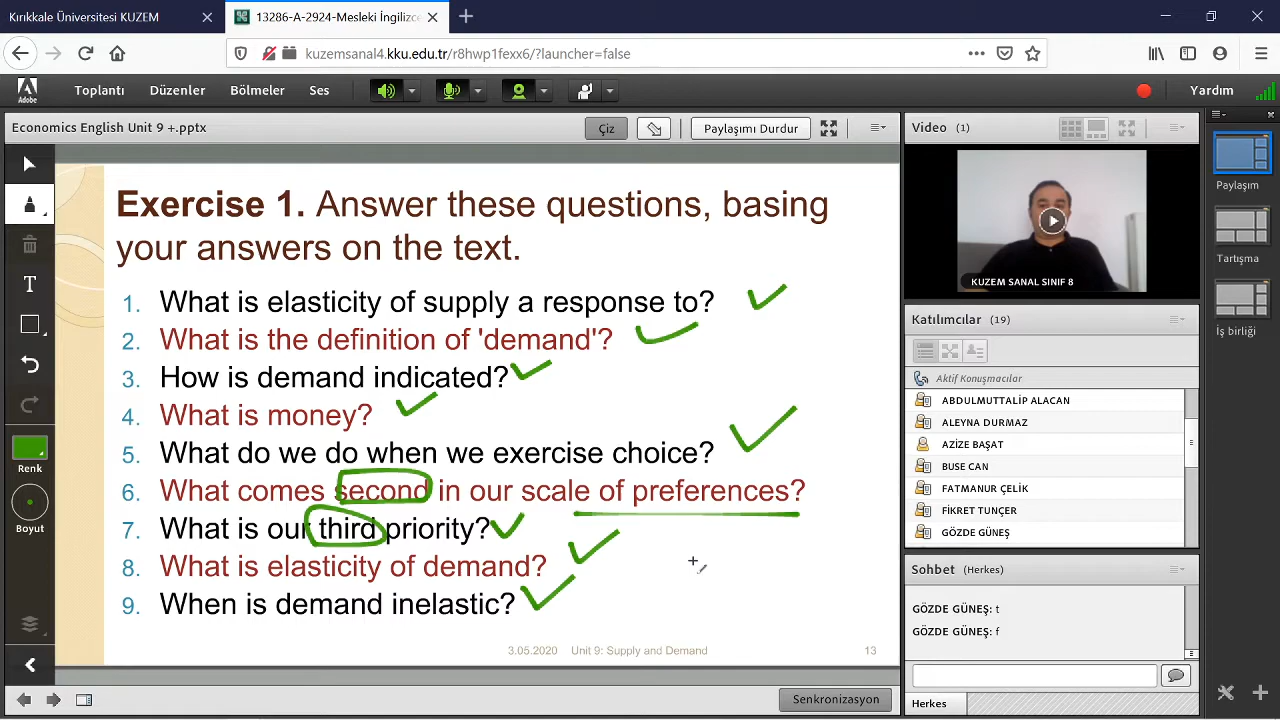 Kırıkkale Üniversitesi KUZEM
13286-A-2924-Mesleki İngilizce
kuzemsanal4.kku.edu.tr/r8hwp1fexx6/?launcher=false
Adobe
Toplantı Düzenler Bölmeler Ses
Yardım
Economics English Unit 9 +.pptx
Çiz
Paylaşımı Durdur
Exercise 1. Answer these questions, basing
your answers on the text.
1. What is elasticity of supply a response to?
2. What is the definition of 'demand'?
3. How is demand indicated?
4. What is money?
5. What do we do when we exercise choice?
6. What comes second in our scale of preferences?
7. What is our third priority?
8. What is elasticity of demand?
9. When is demand inelastic?
3.05.2020 Unit 9: Supply and Demand 13
T
Renk
Boyut
Senkronizasyon
Video (1)
KUZEM SANAL SINIF 8
Katılımcılar (19)
Aktif Konuşmacılar
ABDULMUTTALİP ALACAN
ALEYNA DURMAZ
AZİZE BAŞAT
BUSE CAN
FATMANUR ÇELİK
FİKRET TUNÇER
GÖZDE GÜNEŞ
Sohbet (Herkes)
GÖZDE GÜNEŞ: t
GÖZDE GÜNEŞ: f
Herkes
Paylaşım
Tartışma
İş birliği